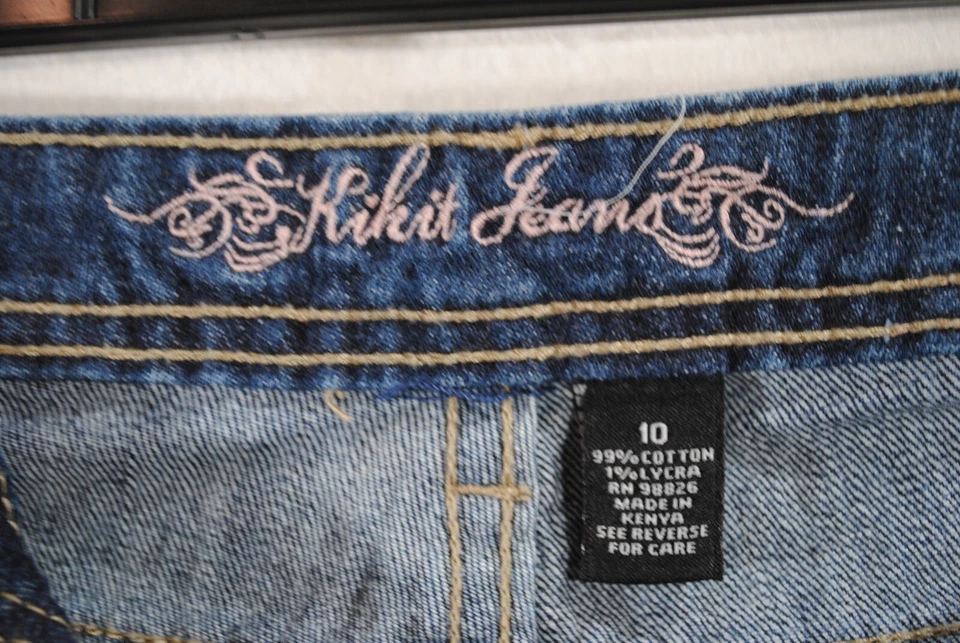 Kikit Jeans
10
99% COTTON
1% LYCRA
RN 98826
MADE IN
KENYA
SEE REVERSE
FOR CARE